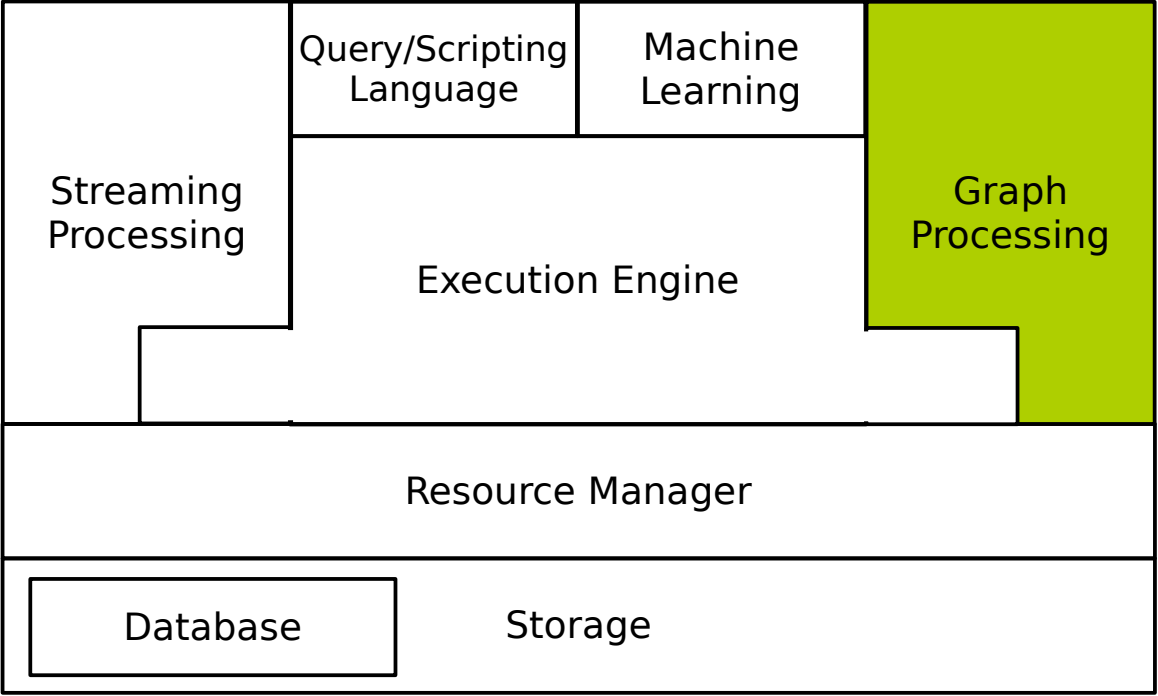 Query/Scripting
Language
Machine
Learning
Streaming
Processing
Graph
Processing
Execution Engine
Resource Manager
Database
Storage